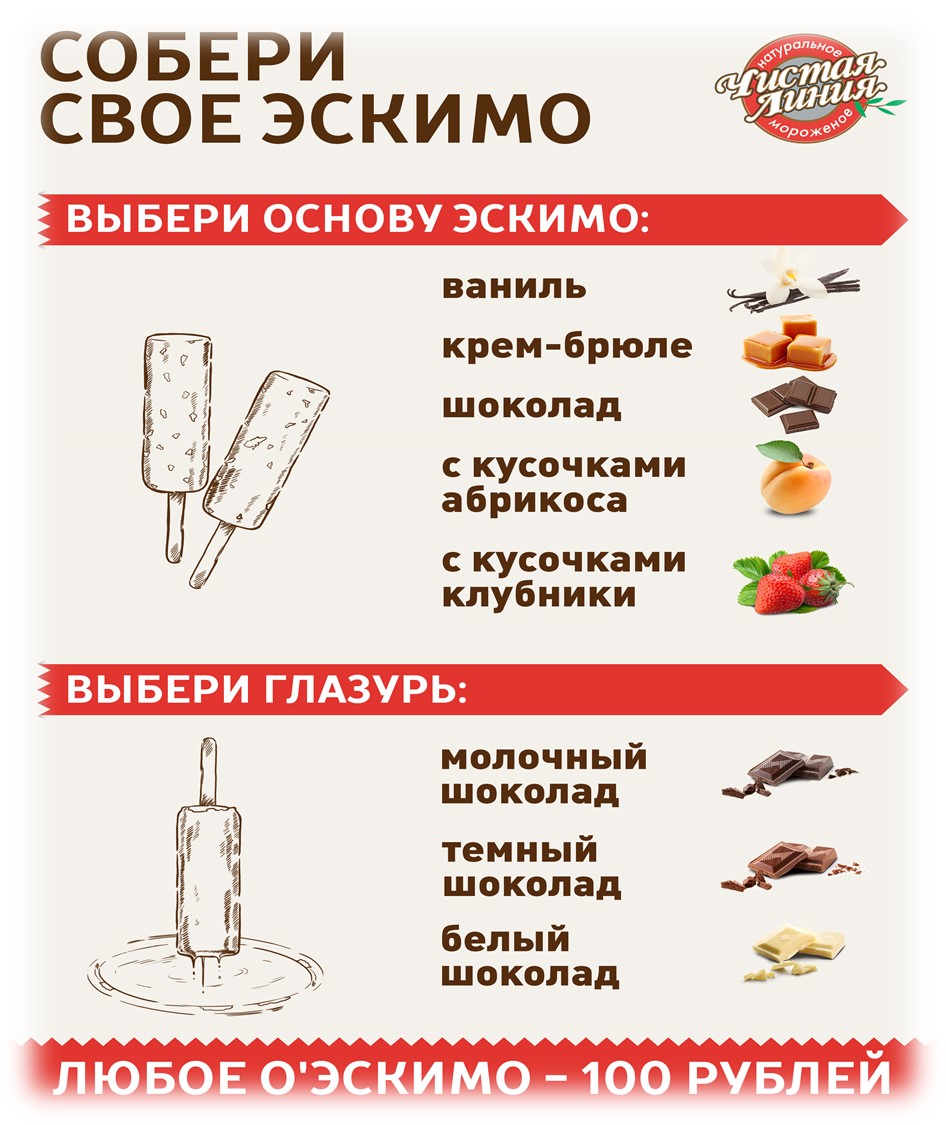 СОБЕРИ
СВОЕ ЭСКИМО
натуральное
Чистая
Линия
мороженое
ВЫБЕРИ ОСНОВУ ЭСКИМО:
ваниль
крем-брюле
шоколад
с кусочками
абрикоса
с кусочками
клубники
ВЫБЕРИ ГЛАЗУРЬ:
молочный
шоколад
темный
шоколад
белый
шоколад
ЛЮБОЕ О'ЭСКИМО – 100 РУБЛЕЙ